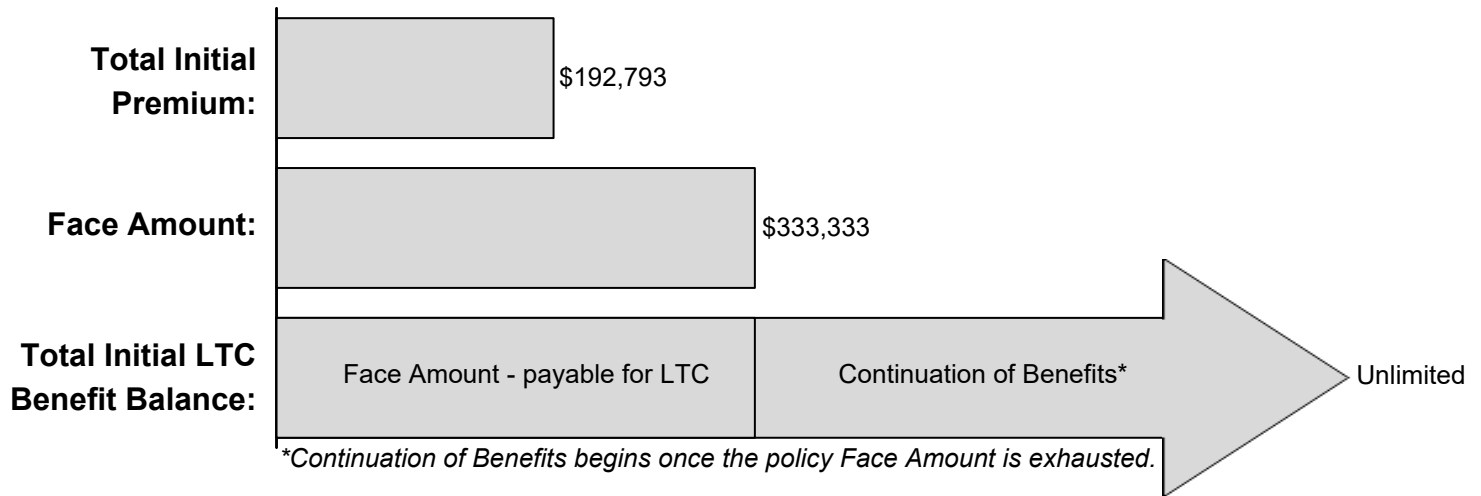 Total Initial
Premium:
$192,793
Face Amount:
$333,333
Total Initial LTC
Benefit Balance:
Face Amount - payable for LTC
Continuation of Benefits*
Unlimited
*Continuation of Benefits begins once the policy Face Amount is exhausted.